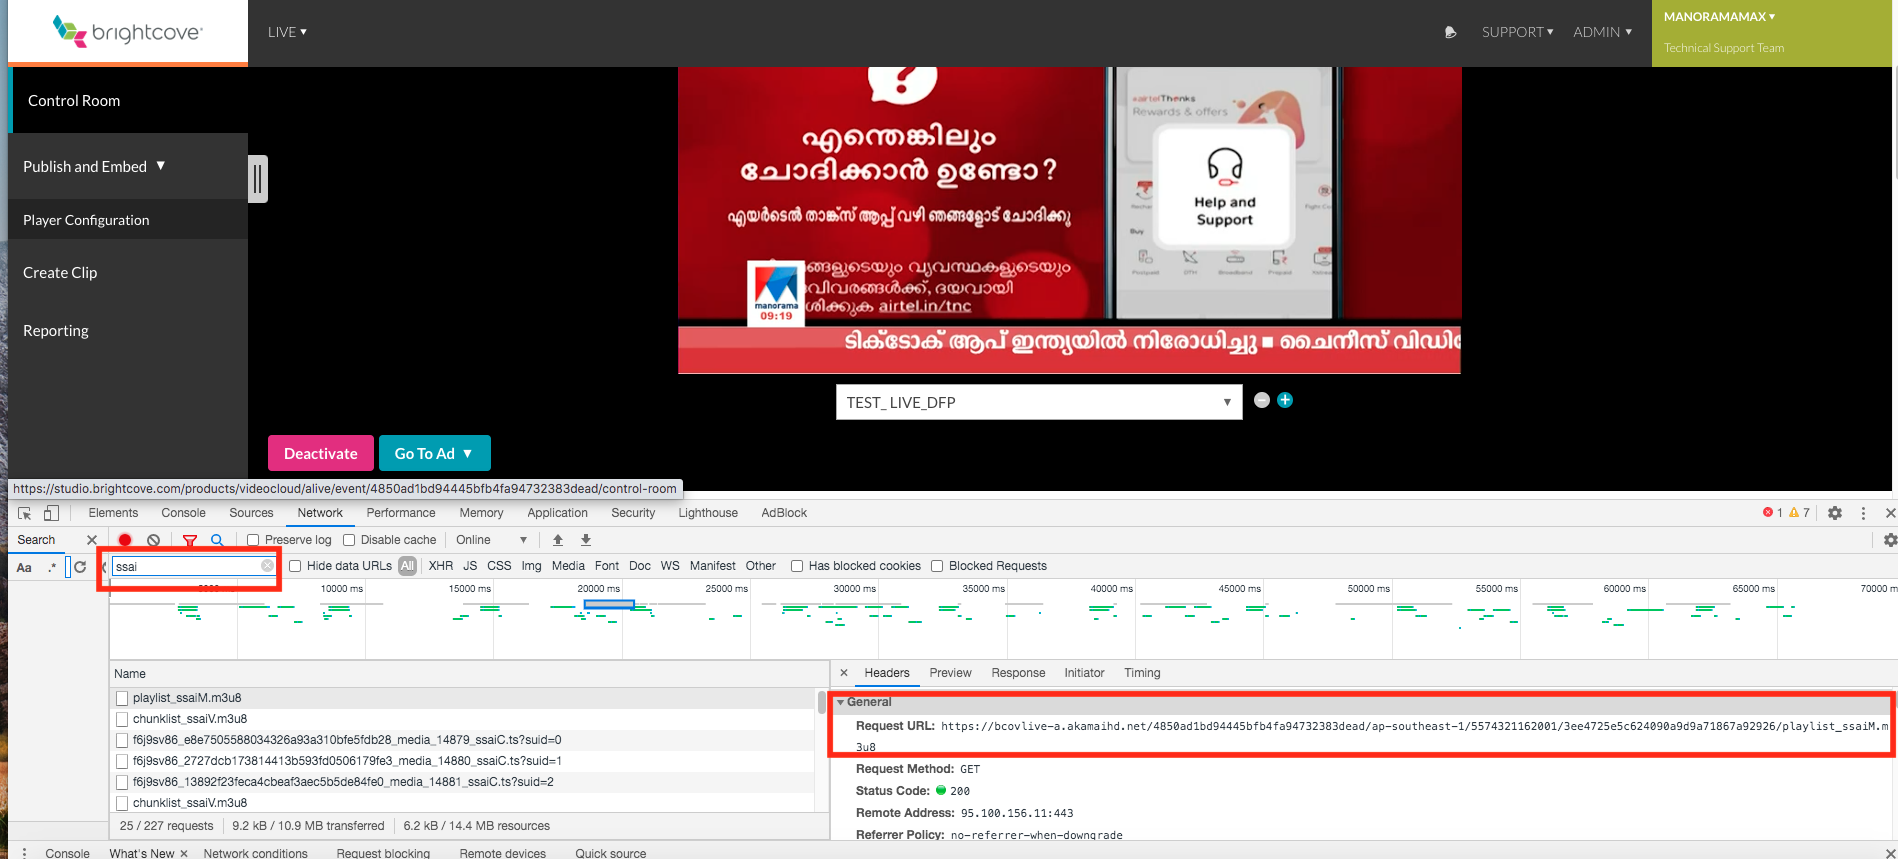 brightcove
LIVE ▾
SUPPORT ▾
ADMIN ▾
MANORAMAMAX ▾
Technical Support Team
Control Room
Publish and Embed ▼
Player Configuration
Create Clip
Reporting
?
എന്തെങ്കിലും
ചോദിക്കാൻ ഉണ്ടോ?
എയർടെൽ താങ്ക്സ് ആപ്പ് വഴി ഞങ്ങളോട് ചോദിക്കൂ
ങ്ങളുടെയും വ്യവസ്ഥകളുടെയും
വിവരങ്ങൾക്ക്, ദയവായി
ശിക്കുക airtel.in/tnc
airtelThanks
Rewards & offers
Help and
Support
Buy
manorama
09:19
ടിക്ടോക് ആപ് ഇന്ത്യയിൽ നിരോധിച്ചു ■ ചൈനീസ് വിഡി
TEST_ LIVE_DFP
Deactivate
Go To Ad ▼
https://studio.brightcove.com/products/videocloud/alive/event/4850ad1bd94445bfb4fa94732383dead/control-room
Elements Console Sources Network Performance Memory Application Security Lighthouse AdBlock 1 7
Search
Preserve log Disable cache Online
Aa .*
ssai
Hide data URLs All XHR JS CSS Img Media Font Doc WS Manifest Other Has blocked cookies Blocked Requests
10000 ms 15000 ms 20000 ms 25000 ms 30000 ms 35000 ms 40000 ms 45000 ms 50000 ms 55000 ms 60000 ms 65000 ms 70000 m
Name
playlist_ssaiM.m3u8
chunklist_ssaiV.m3u8
f6j9sv86_e8e7505588034326a93a310bfe5fdb28_media_14879_ssaiC.ts?suid=0
f6j9sv86_2727dcb173814413b593fd0506179fe3_media_14880_ssaiC.ts?suid=1
f6j9sv86_13892f23feca4cbeaf3aec5b5de84fe0_media_14881_ssaiC.ts?suid=2
chunklist_ssaiV.m3u8
25 / 227 requests 9.2 kB / 10.9 MB transferred 6.2 kB / 14.4 MB resources
Headers Preview Response Initiator Timing
General
Request URL: https://bcovlive-a.akamaihd.net/4850ad1bd94445bfb4fa94732383dead/ap-southeast-1/5574321162001/3ee4725e5c624090a9d9a71867a92926/playlist_ssaiM.m
3u8
Request Method: GET
Status Code: 200
Remote Address: 95.100.156.11:443
Referrer Policy: no-referrer-when-downgrade
Console What's New Network conditions Request blocking Remote devices Quick source